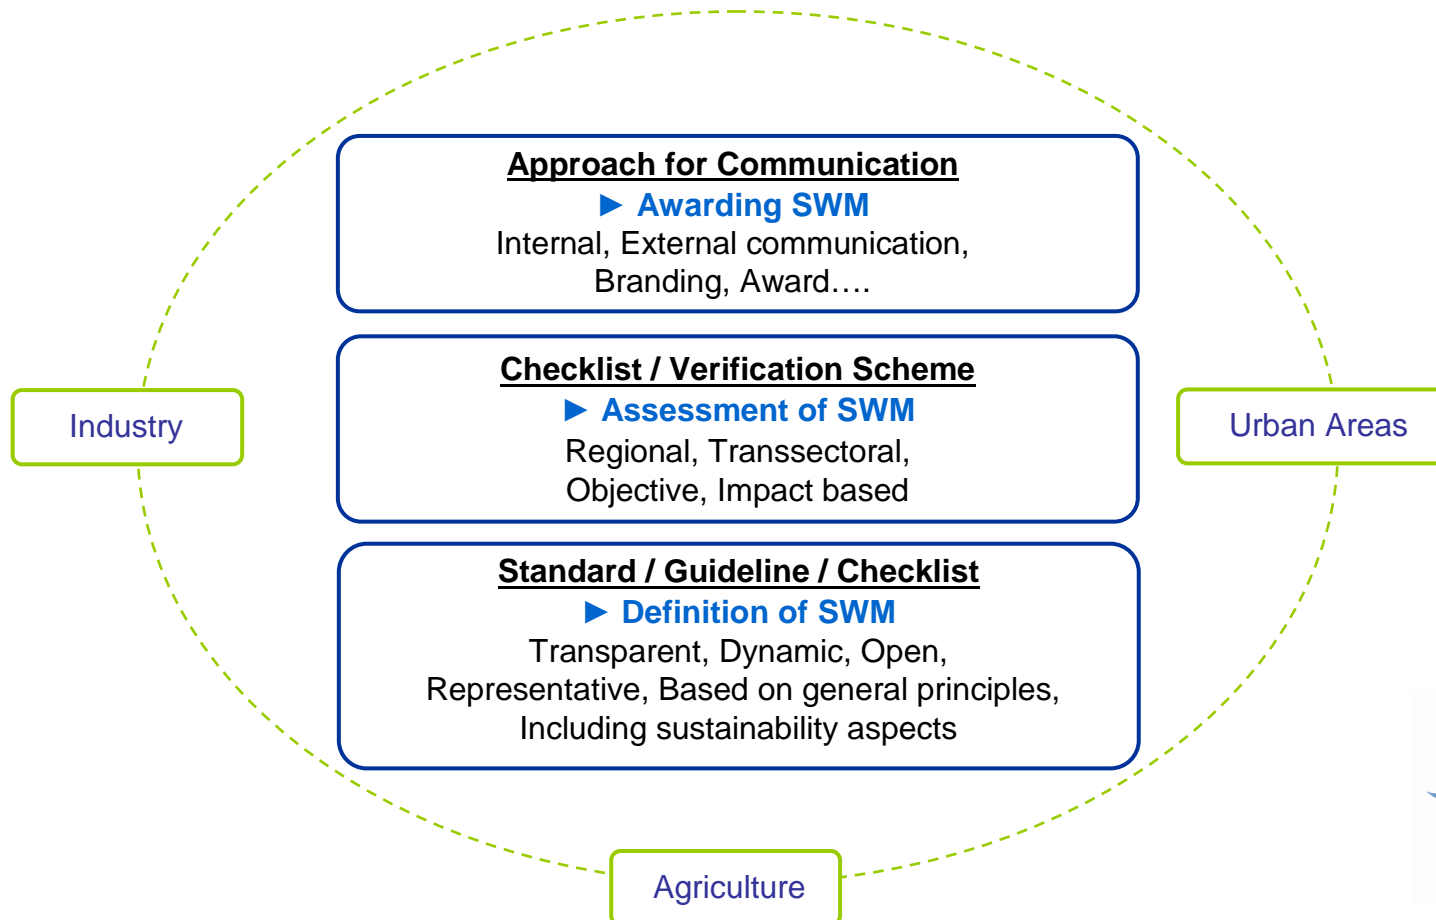 Approach for Communication
► Awarding SWM
Internal, External communication,
Branding, Award….
Checklist / Verification Scheme
► Assessment of SWM
Regional, Transsectoral,
Objective, Impact based
Industry
Urban Areas
Standard / Guideline / Checklist
► Definition of SWM
Transparent, Dynamic, Open,
Representative, Based on general principles,
Including sustainability aspects
Agriculture